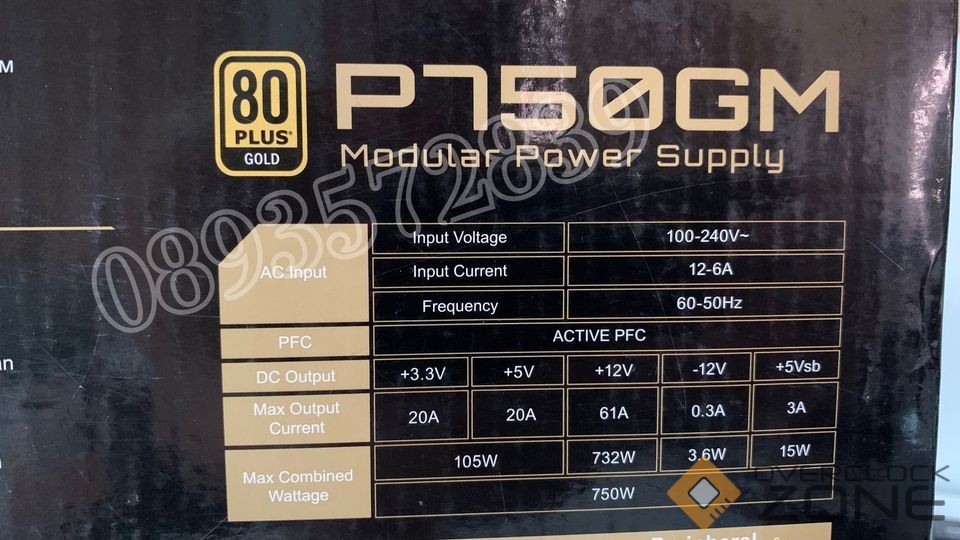 M
80
PLUS®
GOLD
P750GM
Modular Power Supply
0893572839
AC Input
Input Voltage
100-240V~
Input Current
12-6A
Frequency
60-50Hz
PFC
ACTIVE PFC
DC Output
+3.3V
+5V
+12V
-12V
+5Vsb
Max Output
Current
20A
20A
61A
0.3A
3A
Max Combined
Wattage
105W
732W
3.6W
15W
750W
OVERCLOCK
ZONE
an
Peripheral